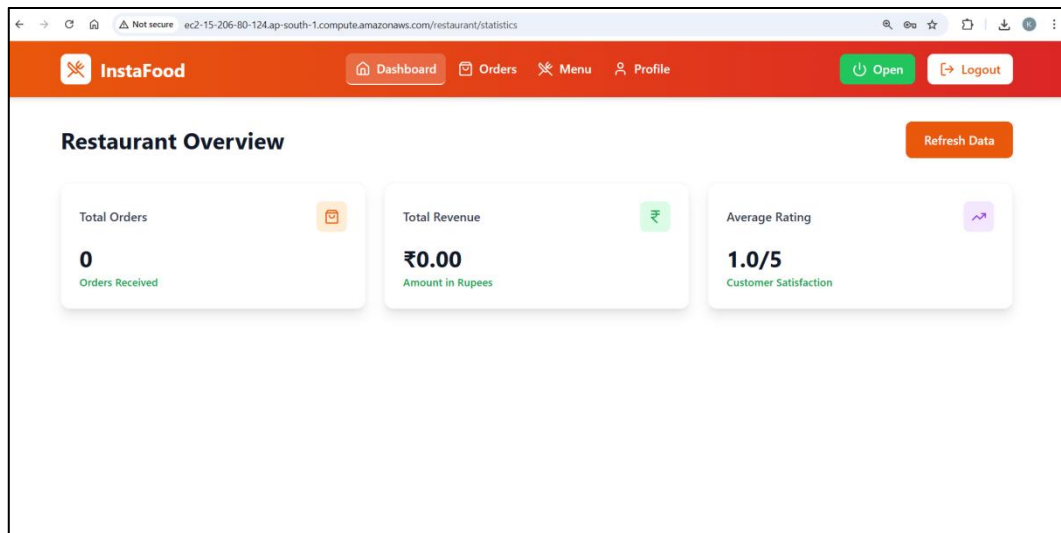 Not secure ec2-15-206-80-124.ap-south-1.compute.amazonaws.com/restaurant/statistics K
InstaFood Dashboard Orders Menu Profile Open Logout
Restaurant Overview Refresh Data
Total Orders
0
Orders Received
Total Revenue
₹
₹0.00
Amount in Rupees
Average Rating
1.0/5
Customer Satisfaction